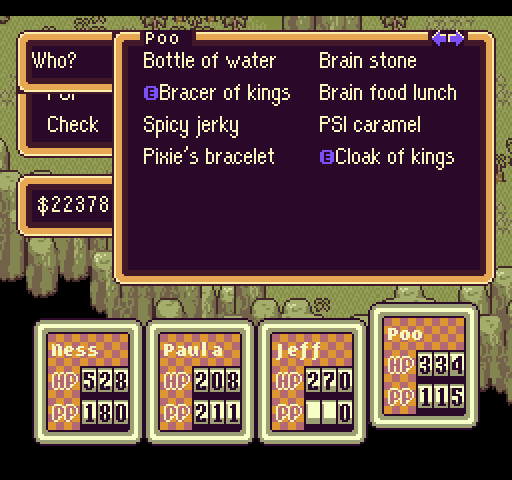 Poo
Who?
Bottle of water Brain stone
E Bracer of kings Brain food lunch
PSI
Check
Spicy jerky PSI caramel
Pixie's bracelet E Cloak of kings
$22378
Ness Paula Jeff Poo
HP 528 HP 208 HP 270 HP 334
PP 180 PP 211 PP 0 PP 115